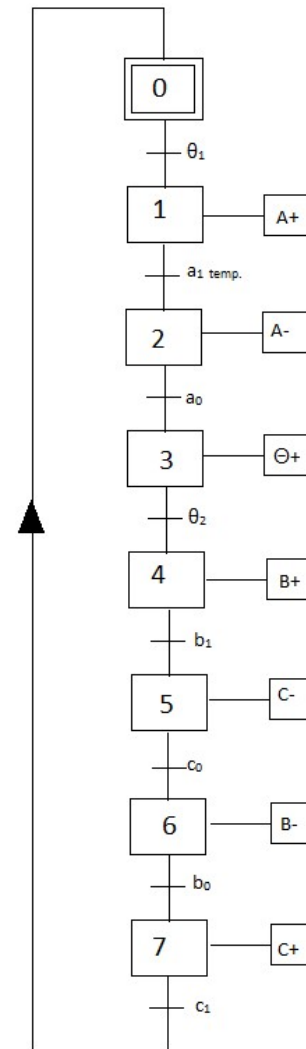 0
θ₁
1
A+
a₁ temp.
2
A-
a₀
3
Θ+
θ₂
4
B+
b₁
5
C-
c₀
6
B-
b₀
7
C+
c₁